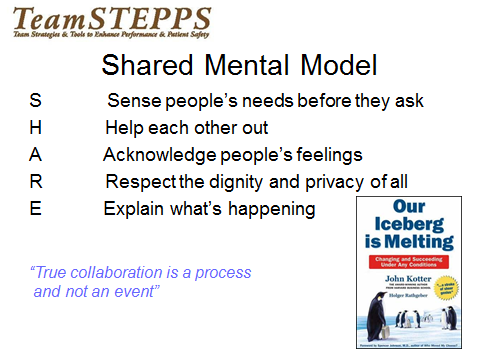 TeamSTEPPS
Team Strategies & Tools to Enhance Performance & Patient Safety
Shared Mental Model
S Sense people's needs before they ask
H Help each other out
A Acknowledge people's feelings
R Respect the dignity and privacy of all
E Explain what's happening
"True collaboration is a process
and not an event"
Our
Iceberg
is Melting
Changing and Succeeding
Under Any Conditions
John Kotter
Holger Rathgeber